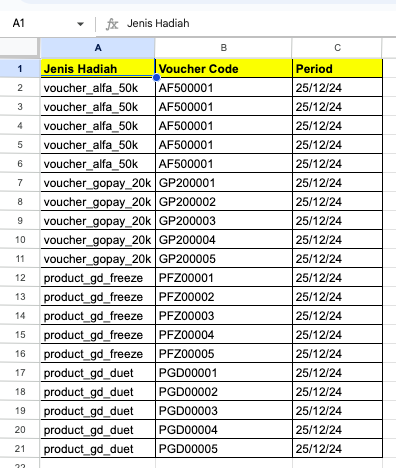 A1 fx Jenis Hadiah
A B C
1 Jenis Hadiah Voucher Code Period
2 voucher_alfa_50k AF500001 25/12/24
3 voucher_alfa_50k AF500001 25/12/24
4 voucher_alfa_50k AF500001 25/12/24
5 voucher_alfa_50k AF500001 25/12/24
6 voucher_alfa_50k AF500001 25/12/24
7 voucher_gopay_20k GP200001 25/12/24
8 voucher_gopay_20k GP200002 25/12/24
9 voucher_gopay_20k GP200003 25/12/24
10 voucher_gopay_20k GP200004 25/12/24
11 voucher_gopay_20k GP200005 25/12/24
12 product_gd_freeze PFZ00001 25/12/24
13 product_gd_freeze PFZ00002 25/12/24
14 product_gd_freeze PFZ00003 25/12/24
15 product_gd_freeze PFZ00004 25/12/24
16 product_gd_freeze PFZ00005 25/12/24
17 product_gd_duet PGD00001 25/12/24
18 product_gd_duet PGD00002 25/12/24
19 product_gd_duet PGD00003 25/12/24
20 product_gd_duet PGD00004 25/12/24
21 product_gd_duet PGD00005 25/12/24